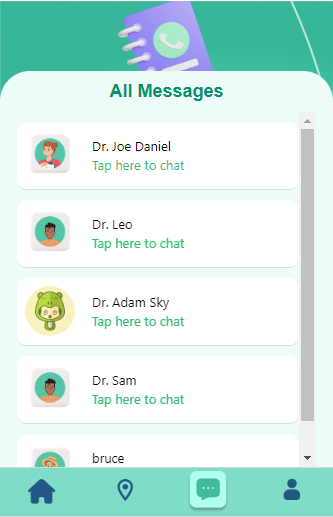 All Messages
Dr. Joe Daniel
Tap here to chat
Dr. Leo
Tap here to chat
Dr. Adam Sky
Tap here to chat
Dr. Sam
Tap here to chat
bruce